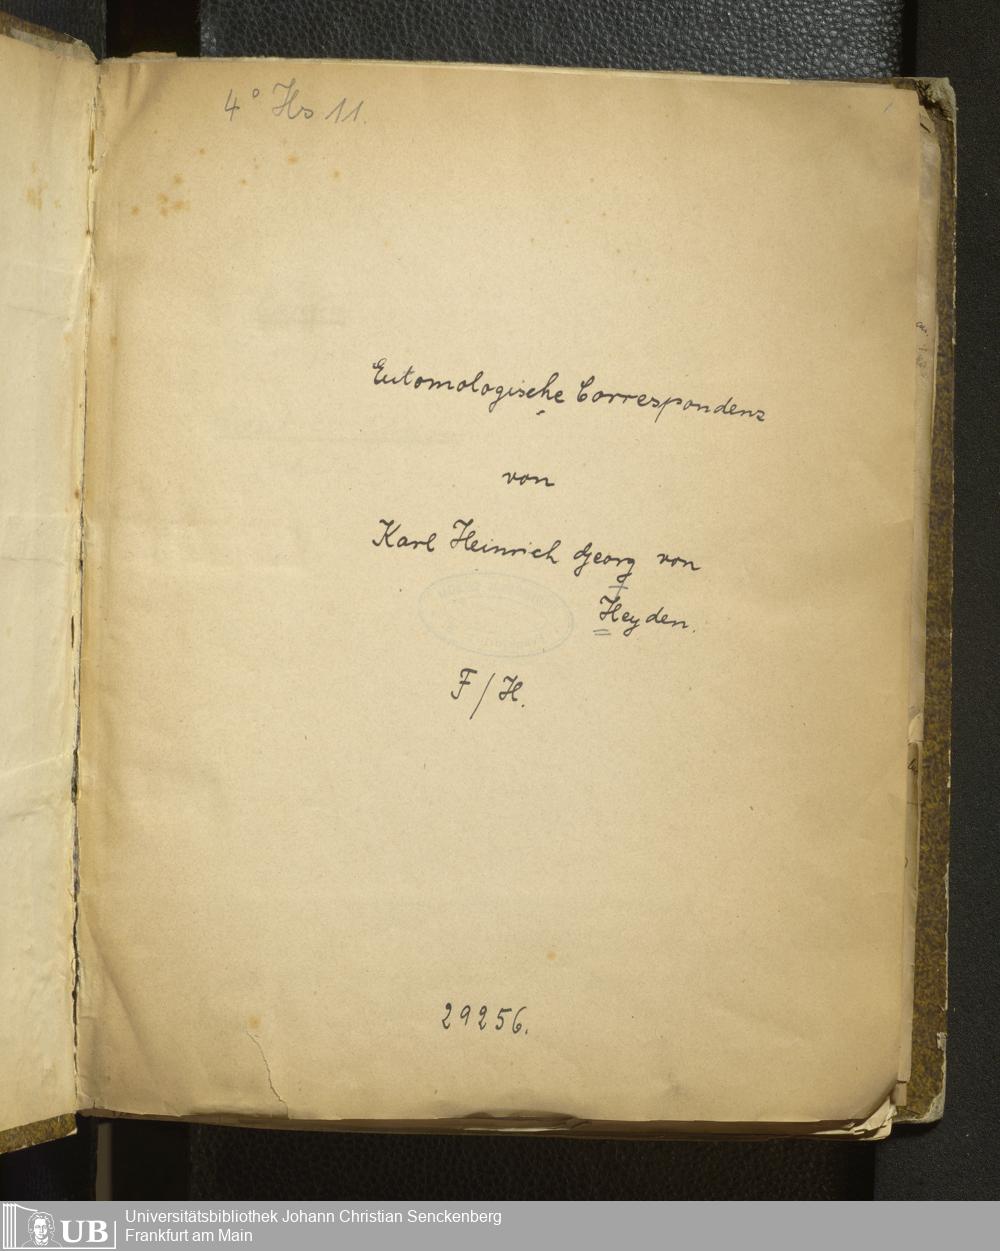 4° Hs 11.
Entomologische Correspondenz
von
Karl Heinrich Georg von
Heyden.
F/H.
29256.
UB
Universitätsbibliothek Johann Christian Senckenberg
Frankfurt am Main